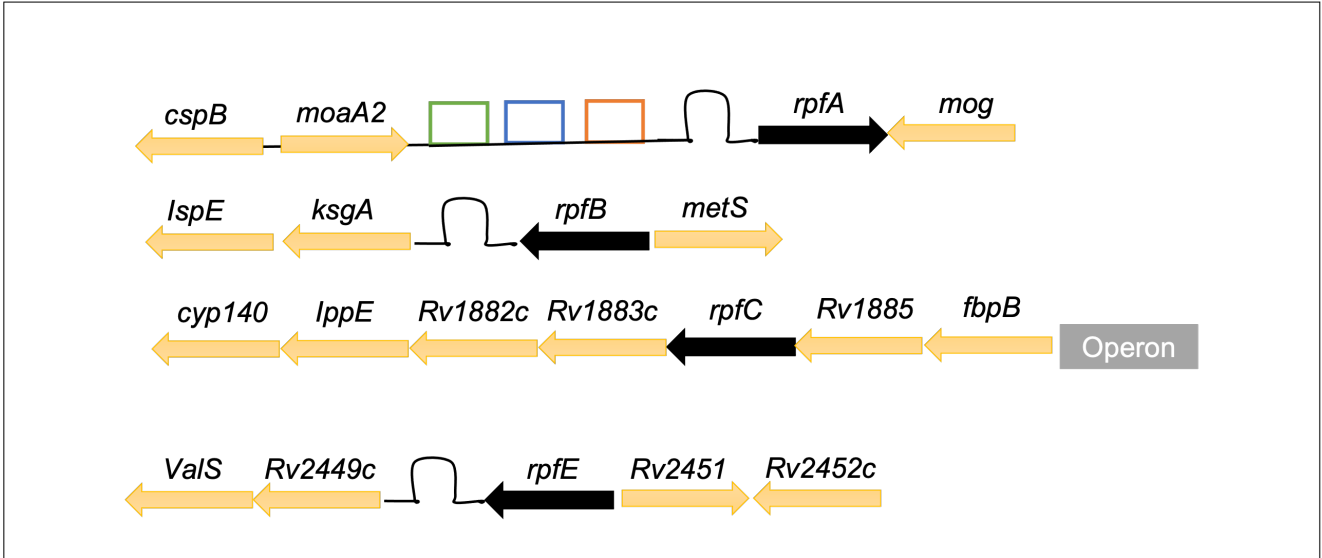 cspB moaA2 rpfA mog
IspE ksgA rpfB metS
cyp140 lppE Rv1882c Rv1883c rpfC Rv1885 fbpB
Operon
ValS Rv2449c rpfE Rv2451 Rv2452c